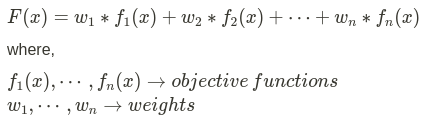 F(x) = w₁ ∗ f₁(x) + w₂ ∗ f₂(x) + ⋯ + wₙ ∗ fₙ(x)
where,
f₁(x), ⋯ , fₙ(x) → objective functions
w₁, ⋯ , wₙ → weights